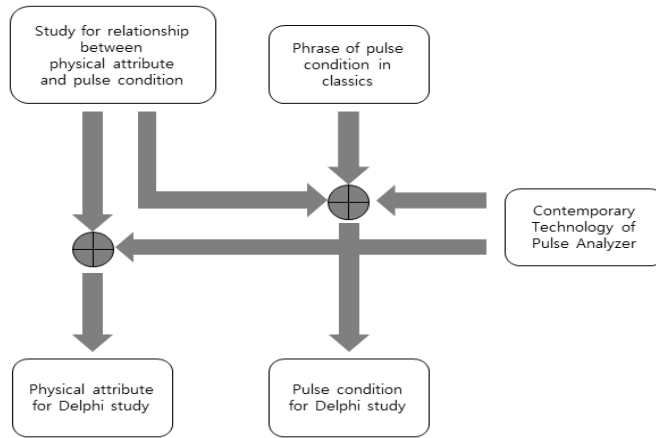 Study for relationship
between
physical attribute
and pulse condition
Phrase of pulse
condition in
classics
Contemporary
Technology of
Pulse Analyzer
Physical attribute
for Delphi study
Pulse condition
for Delphi study